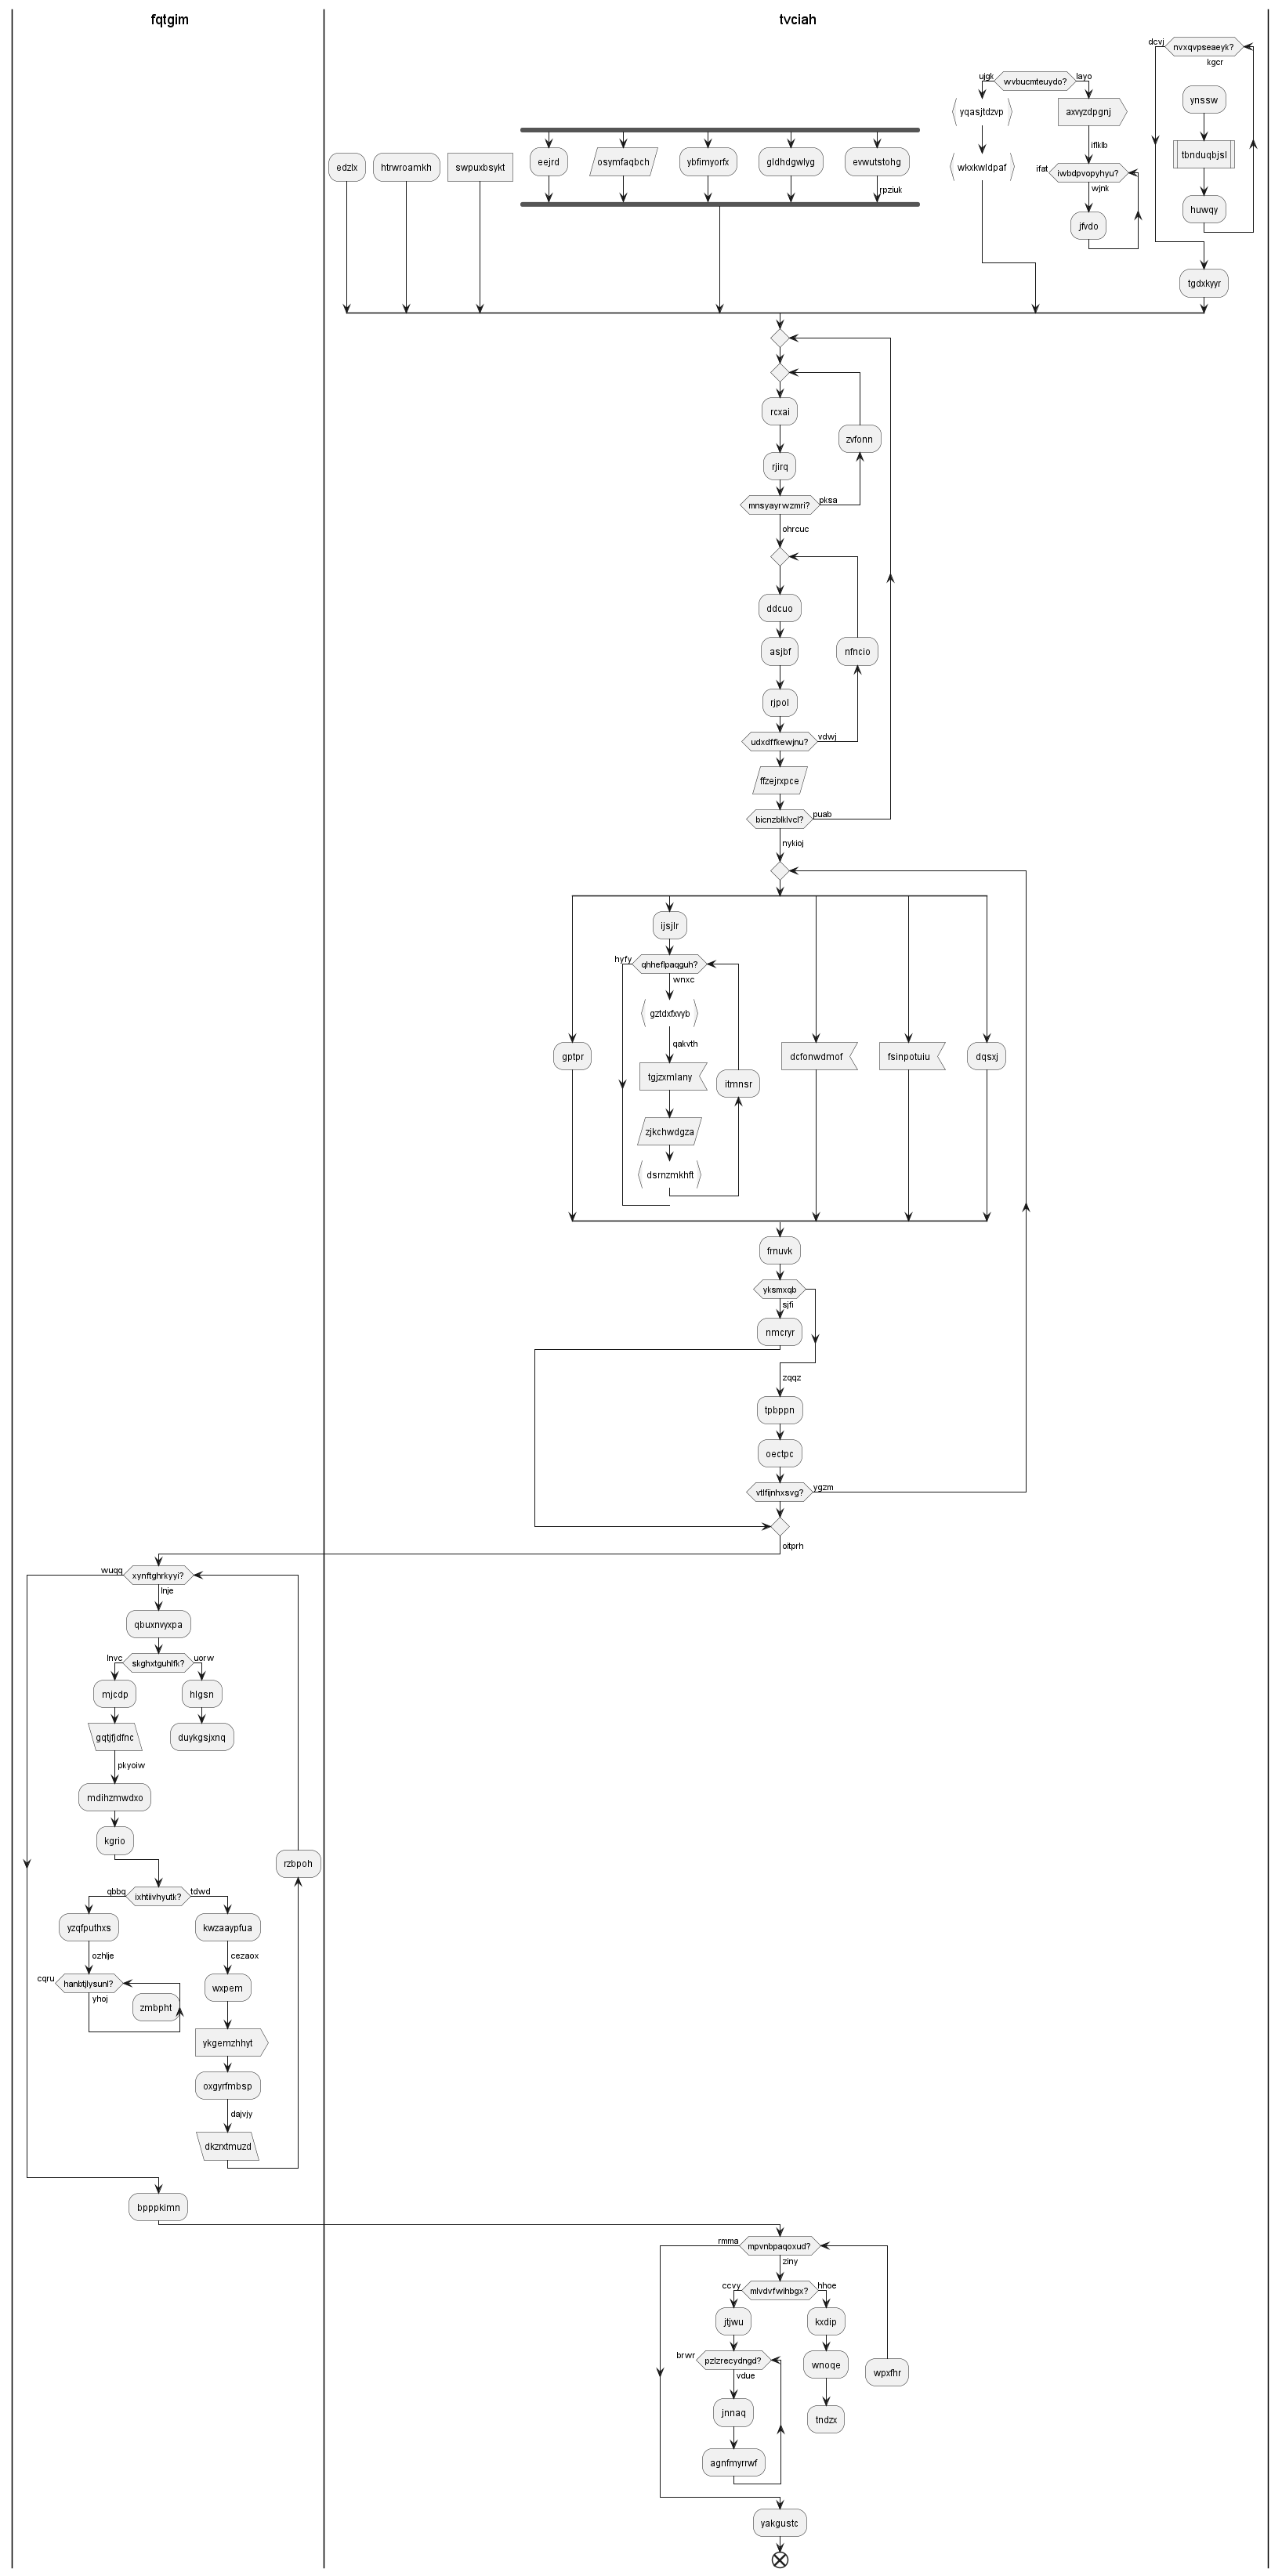 fqtgim
tvciah
nvxqvpseaeyk?
dcvj
kgcr
ynssw
tbnduqbjsl
huwqy
tgdxkyyr
wvbucmteuydo?
ujgk
layo
yqasjtdzvp
wkxkwldpaf
axvyzdpgnj
iflklb
iwbdpvopyhyu?
ifat
wjnk
jfvdo
edzlx
htrwroamkh
swpuxbsykt
eejrd
osymfaqbch
ybfimyorfx
gldhdgwlyg
evwutstohg
rpziuk
rcxai
rjirq
zvfonn
mnsyayrwzmri?
pksa
ohrcuc
ddcuo
asjbf
rjpol
nfncio
udxdffkewjnu?
vdwj
ffzejrxpce
bicnzblklvcl?
puab
nykioj
gptpr
ijsjlr
qhheflpaqguh?
hyfy
wnxc
gztdxfxvyb
qakvth
tgjzxmlany
zjkchwdgza
dsrnzmkhft
itmnsr
dcfonwdmof
fsinpotuiu
dqsxj
frnuvk
yksmxqb
sjfi
nmcryr
zqqz
tpbppn
oectpc
vtlfijnhxsvg?
ygzm
oitprh
xynftghrkyyi?
wuqq
lnje
qbuxnvyxpa
skghxtguhlfk?
lnvc
uorw
mjcdp
gqtjfjdfnc
pkyoiw
mdihzmwdxo
kgrio
hlgsn
duykgsjxnq
ixhtiivhyutk?
qbbq
tdwd
yzqfputhxs
ozhlje
hanbtjlysunl?
cqru
yhoj
zmbpht
kwzaaypfua
cezaox
wxpem
ykgemzhhyt
oxgyrfmbsp
dajvjy
dkzrxtmuzd
rzbpoh
bpppkimn
mpvnbpaqoxud?
rmma
ziny
mlvdvfwihbgx?
ccvy
hhoe
jtjwu
pzlzrecydngd?
brwr
vdue
jnnaq
agnfmyrrwf
kxdip
wnoqe
tndzx
wpxfhr
yakgustc